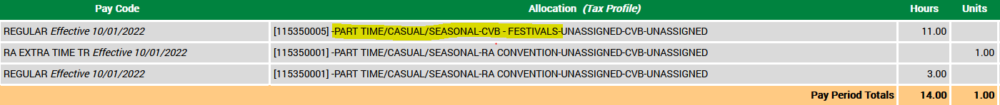 Pay Code Allocation (Tax Profile) Hours Units
REGULAR Effective 10/01/2022 [115350005] -PART TIME/CASUAL/SEASONAL-CVB - FESTIVALS-UNASSIGNED-CVB-UNASSIGNED 11.00
RA EXTRA TIME TR Effective 10/01/2022 [115350001] -PART TIME/CASUAL/SEASONAL-RA CONVENTION-UNASSIGNED-CVB-UNASSIGNED 1.00
REGULAR Effective 10/01/2022 [115350001] -PART TIME/CASUAL/SEASONAL-RA CONVENTION-UNASSIGNED-CVB-UNASSIGNED 3.00
Pay Period Totals 14.00 1.00